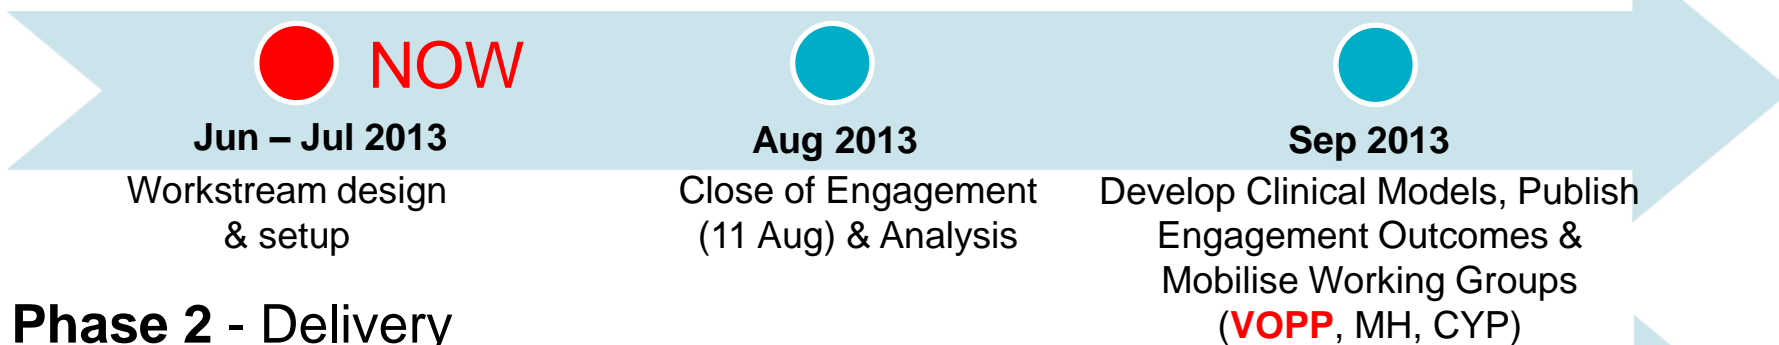 NOW
Jun – Jul 2013
Aug 2013
Sep 2013
Workstream design
& setup
Close of Engagement
(11 Aug) & Analysis
Develop Clinical Models, Publish
Engagement Outcomes &
Mobilise Working Groups
(VOPP, MH, CYP)
Phase 2 - Delivery